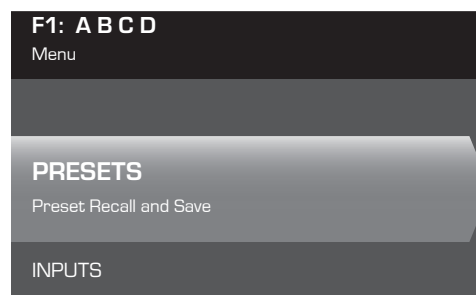 F1: A B C D
Menu
PRESETS
Preset Recall and Save
INPUTS